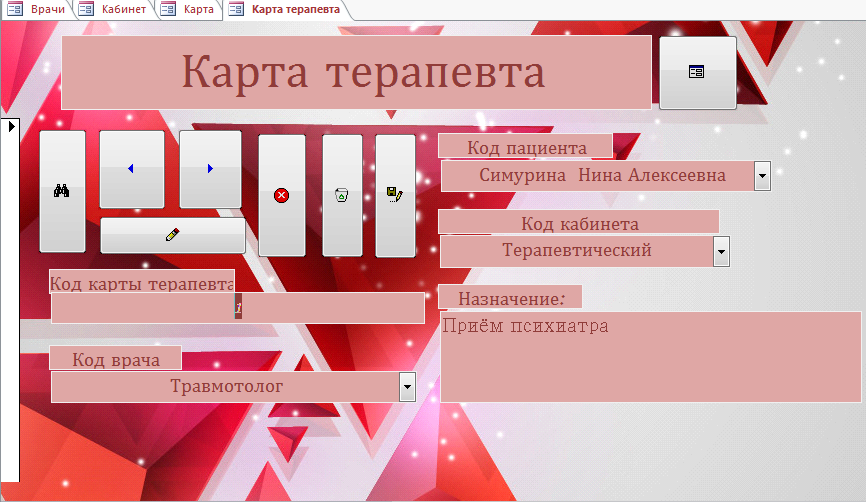 Врачи Кабинет Карта Карта терапевта
Карта терапевта
Код пациента
Симурина Нина Алексеевна
Код кабинета
Терапевтический
Код карты терапевта
1
Назначение:
Приём психиатра
Код врача
Травмотолог